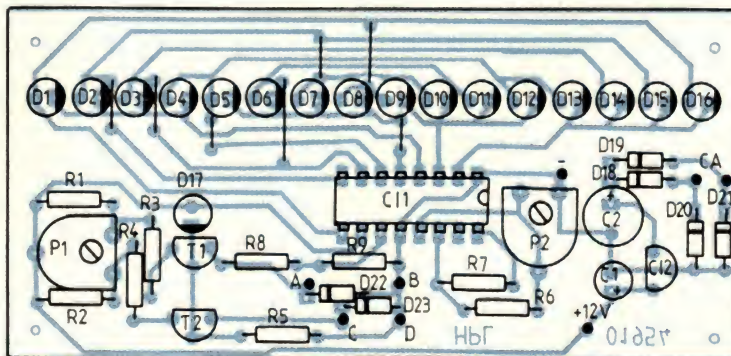 D1 D2 D3 D4 D5 D6 D7 D8 D9 D10 D11 D12 D13 D14 D15 D16
D19
CA
D18
R1
R3
D17
CI1
-
C2
D20
D21
R4
P1
T1
R8
R9
P2
R7
C1
CI2
A
D22
B
R2
D23
R6
T2
R5
C
D
HPL
+12V
45610